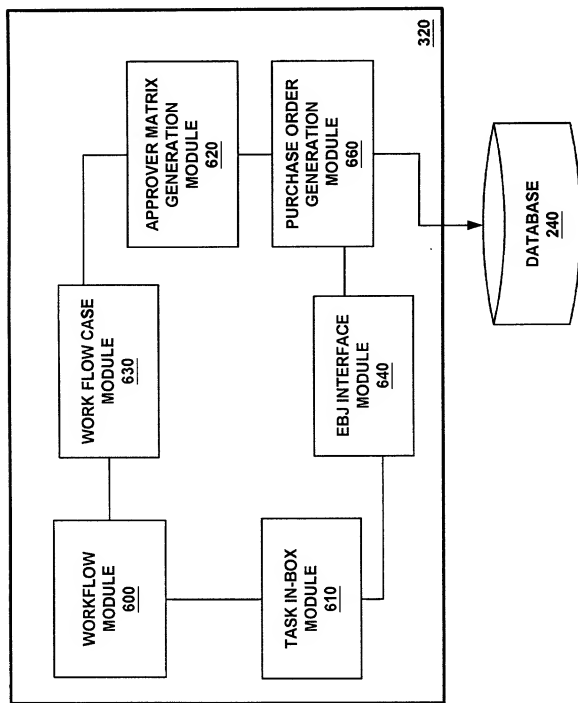 WORKFLOW
MODULE
600
WORK FLOW CASE
MODULE
630
APPROVER MATRIX
GENERATION
MODULE
620
TASK IN-BOX
MODULE
610
EBJ INTERFACE
MODULE
640
PURCHASE ORDER
GENERATION
MODULE
660
320
DATABASE
240